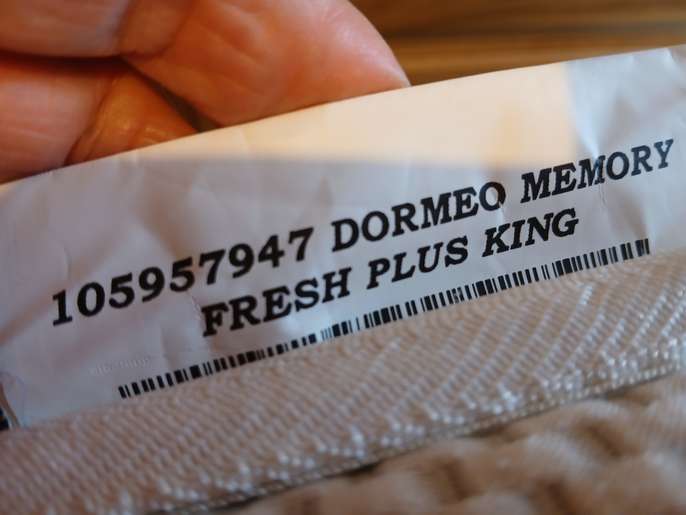 105957947 DORMEO MEMORY
FRESH PLUS KING